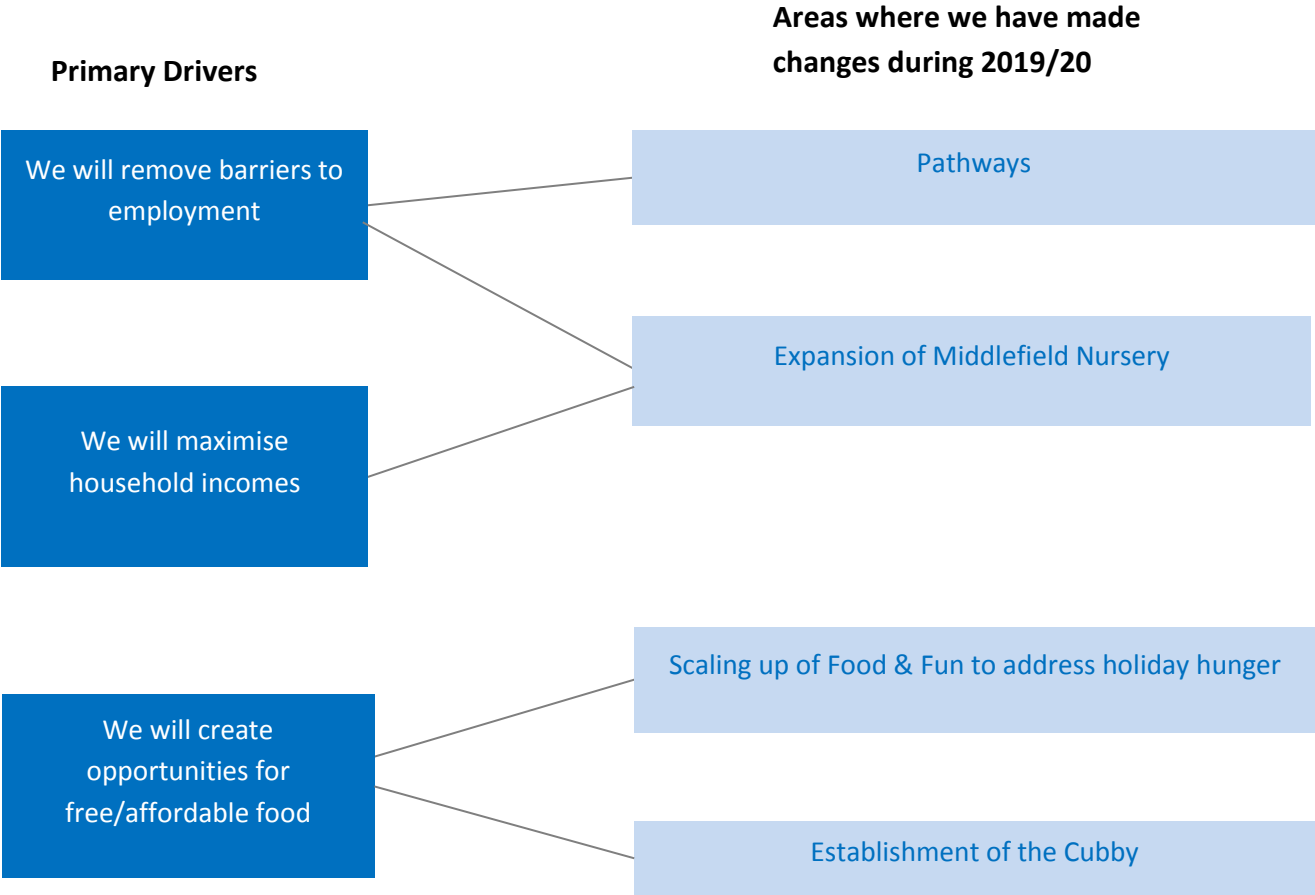 Primary Drivers
Areas where we have made
changes during 2019/20
We will remove barriers to
employment
Pathways
Expansion of Middlefield Nursery
We will maximise
household incomes
Scaling up of Food & Fun to address holiday hunger
We will create
opportunities for
free/affordable food
Establishment of the Cubby